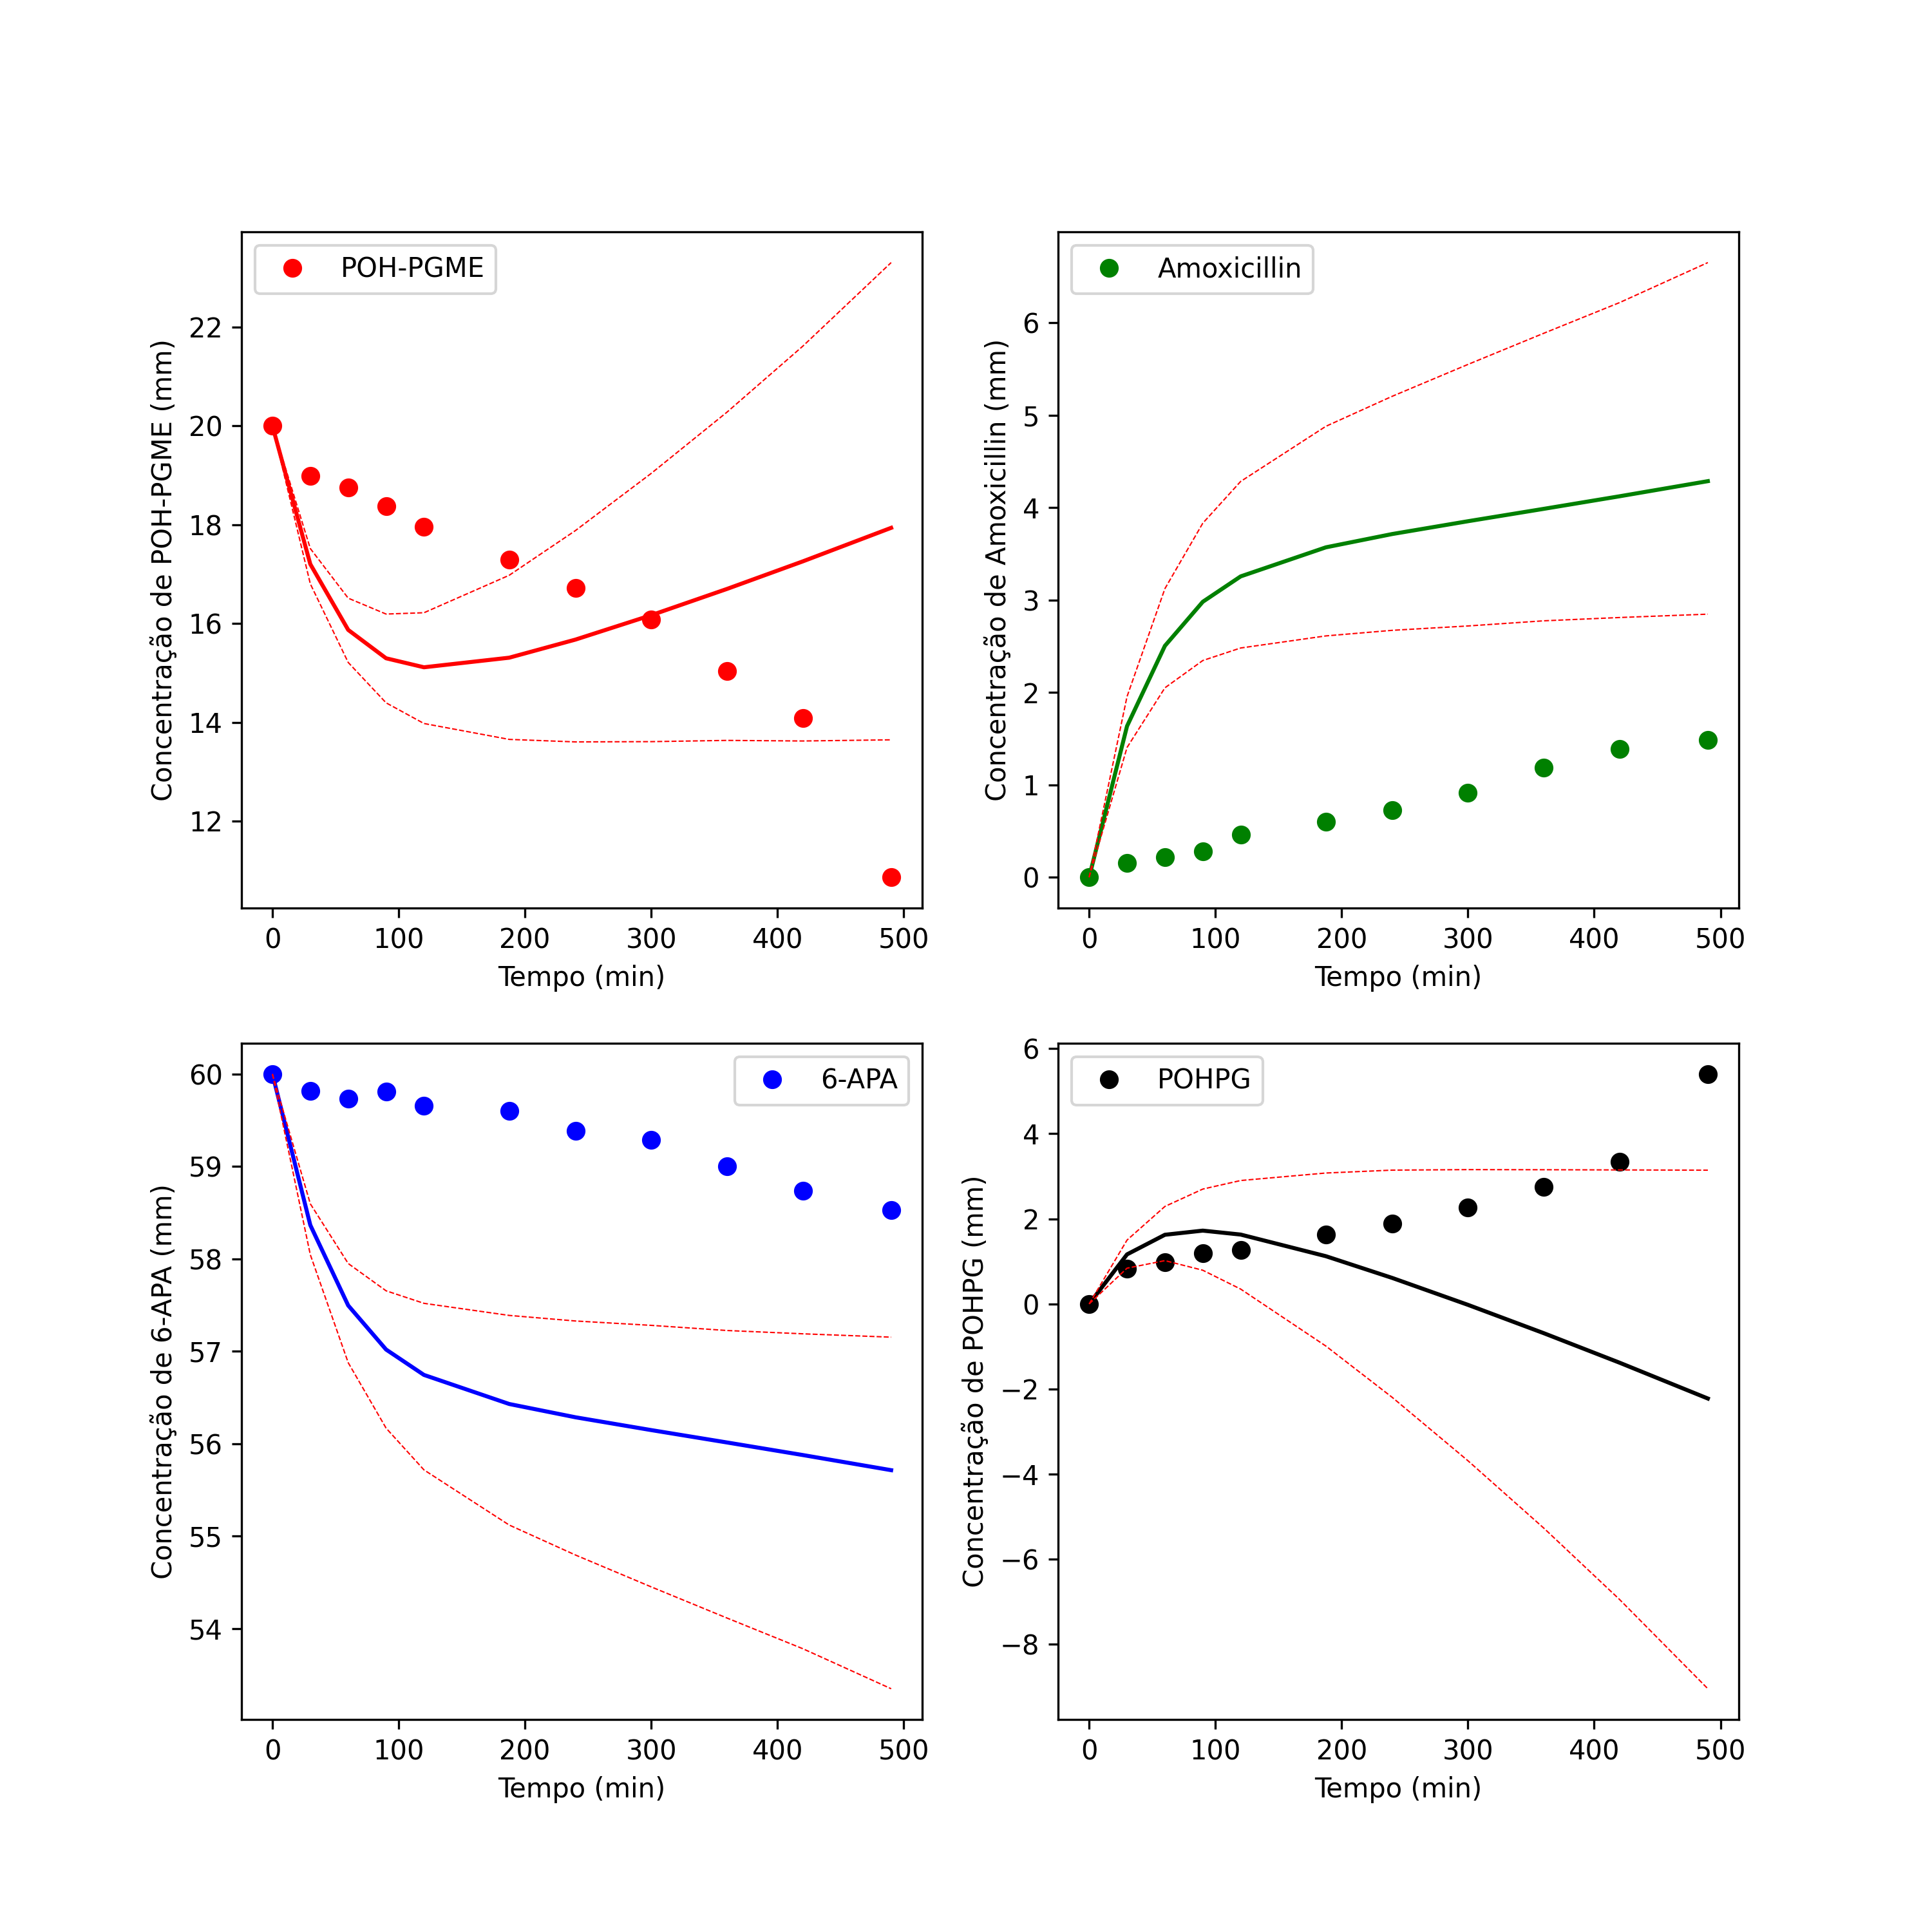 POH-PGME
Concentração de POH-PGME (mm)
22
20
18
16
14
12
0 100 200 300 400 500
Tempo (min)
Amoxicillin
Concentração de Amoxicillin (mm)
6
5
4
3
2
1
0
0 100 200 300 400 500
Tempo (min)
6-APA
Concentração de 6-APA (mm)
60
59
58
57
56
55
54
0 100 200 300 400 500
Tempo (min)
POHPG
Concentração de POHPG (mm)
6
4
2
0
−2
−4
−6
−8
0 100 200 300 400 500
Tempo (min)